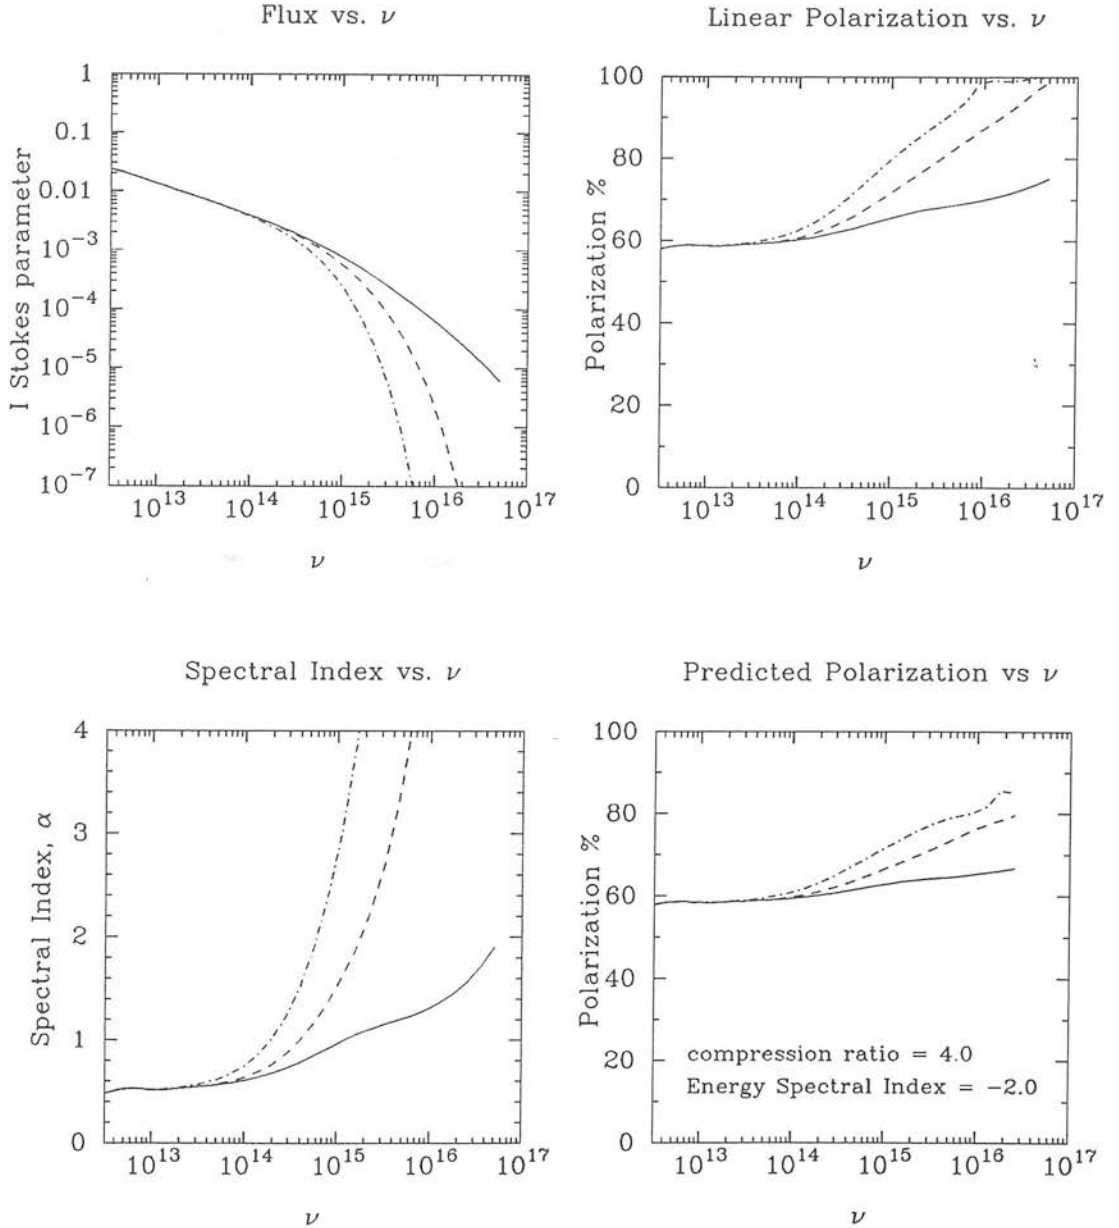 Flux vs. ν
Linear Polarization vs. ν
I Stokes parameter
1
0.1
0.01
10⁻³
10⁻⁴
10⁻⁵
10⁻⁶
10⁻⁷
10¹³ 10¹⁴ 10¹⁵ 10¹⁶ 10¹⁷
ν
Polarization %
100
80
60
40
20
0
10¹³ 10¹⁴ 10¹⁵ 10¹⁶ 10¹⁷
ν
Spectral Index vs. ν
Predicted Polarization vs ν
Spectral Index, α
4
3
2
1
0
10¹³ 10¹⁴ 10¹⁵ 10¹⁶ 10¹⁷
ν
Polarization %
100
80
60
40
20
0
compression ratio = 4.0
Energy Spectral Index = −2.0
10¹³ 10¹⁴ 10¹⁵ 10¹⁶ 10¹⁷
ν